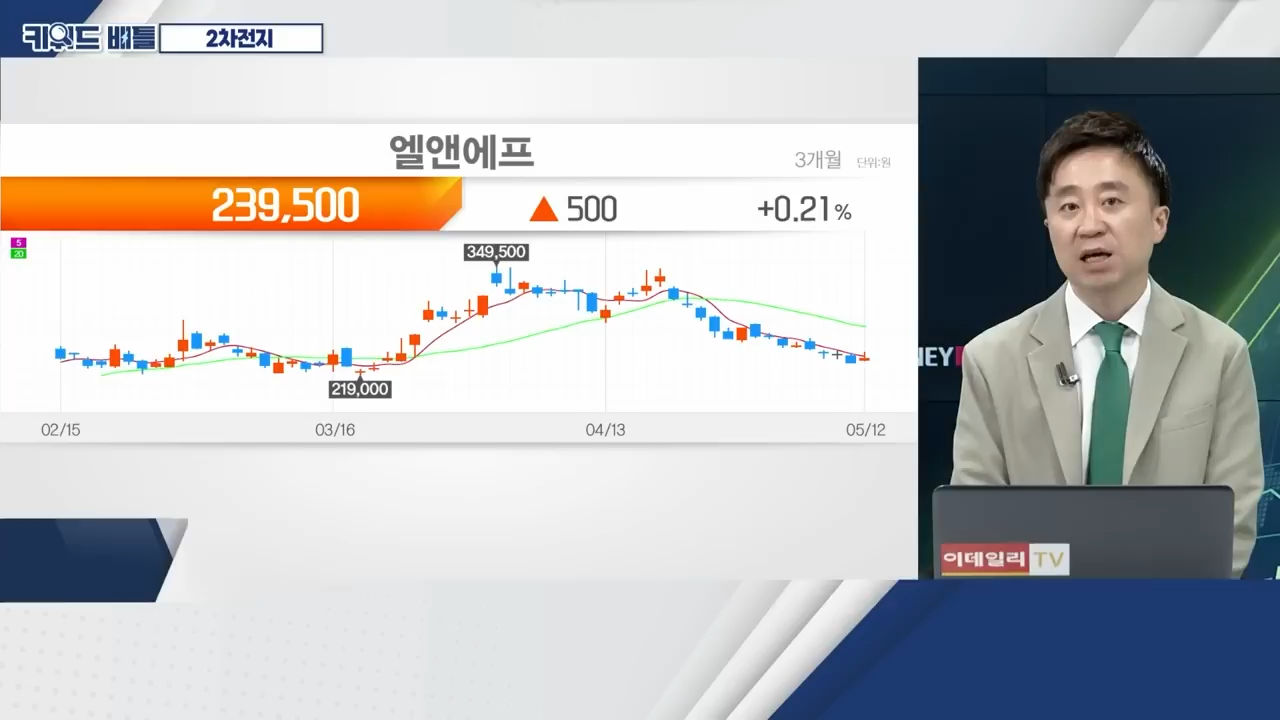 키워드 배틀 2차전지
엘앤에프
3개월 단위:원
239,500 ▲ 500 +0.21%
5
20
349,500
219,000
02/15 03/16 04/13 05/12
NEY
이데일리 TV